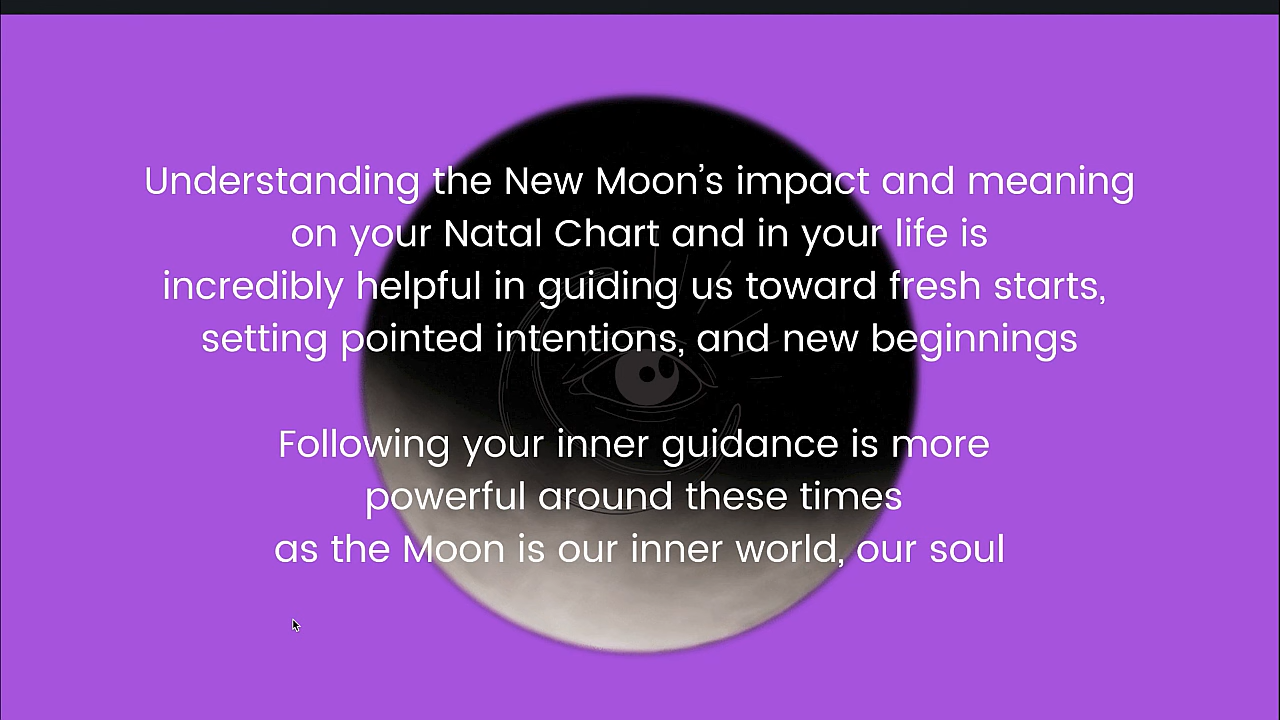 Understanding the New Moon’s impact and meaning
on your Natal Chart and in your life is
incredibly helpful in guiding us toward fresh starts,
setting pointed intentions, and new beginnings
Following your inner guidance is more
powerful around these times
as the Moon is our inner world, our soul